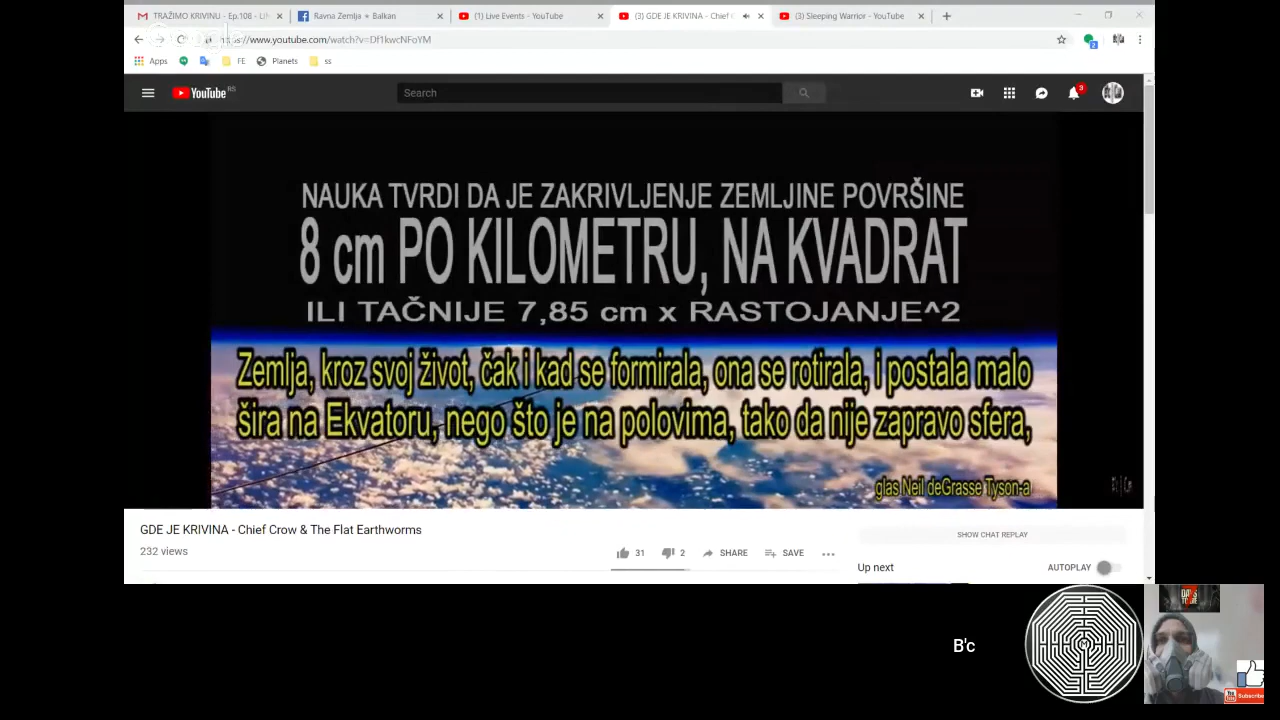 TRAŽIMO KRIVINU - Ep.108 - LI
Ravna Zemlja ★ Balkan
(1) Live Events - YouTube
(3) GDE JE KRIVINA - Chief C
(3) Sleeping Warrior - YouTube
https://www.youtube.com/watch?v=Df1kwcNFoYM
Apps
FE
Planets
ss
YouTube RS
Search
3
NAUKA TVRDI DA JE ZAKRIVLJENJE ZEMLJINE POVRŠINE
8 cm PO KILOMETRU, NA KVADRAT
ILI TAČNIJE 7,85 cm x RASTOJANJE^2
Zemlja, kroz svoj život, čak i kad se formirala, ona se rotirala, i postala malo
šira na Ekvatoru, nego što je na polovima, tako da nije zapravo sfera,
glas Neil deGrasse Tyson-a
GDE JE KRIVINA - Chief Crow & The Flat Earthworms
232 views
31
2
SHARE
SAVE
SHOW CHAT REPLAY
Up next
AUTOPLAY
B'c
Subscribe